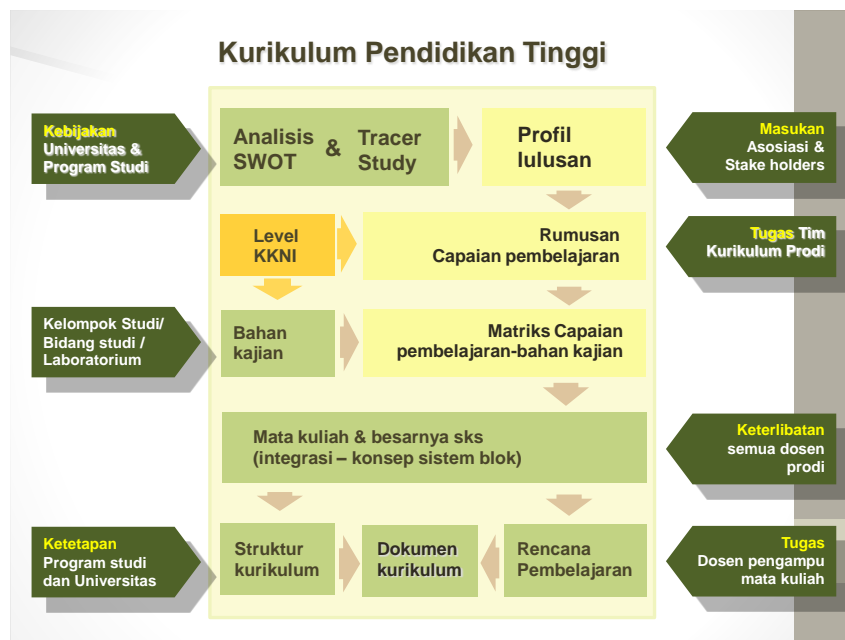 Kurikulum Pendidikan Tinggi
Kebijakan
Universitas &
Program Studi
Analisis
SWOT
&
Tracer
Study
Profil
lulusan
Masukan
Asosiasi &
Stake holders
Level
KKNI
Rumusan
Capaian pembelajaran
Tugas Tim
Kurikulum Prodi
Kelompok Studi/
Bidang studi /
Laboratorium
Bahan
kajian
Matriks Capaian
pembelajaran-bahan kajian
Mata kuliah & besarnya sks
(integrasi – konsep sistem blok)
Keterlibatan
semua dosen
prodi
Ketetapan
Program studi
dan Universitas
Struktur
kurikulum
Dokumen
kurikulum
Rencana
Pembelajaran
Tugas
Dosen pengampu
mata kuliah